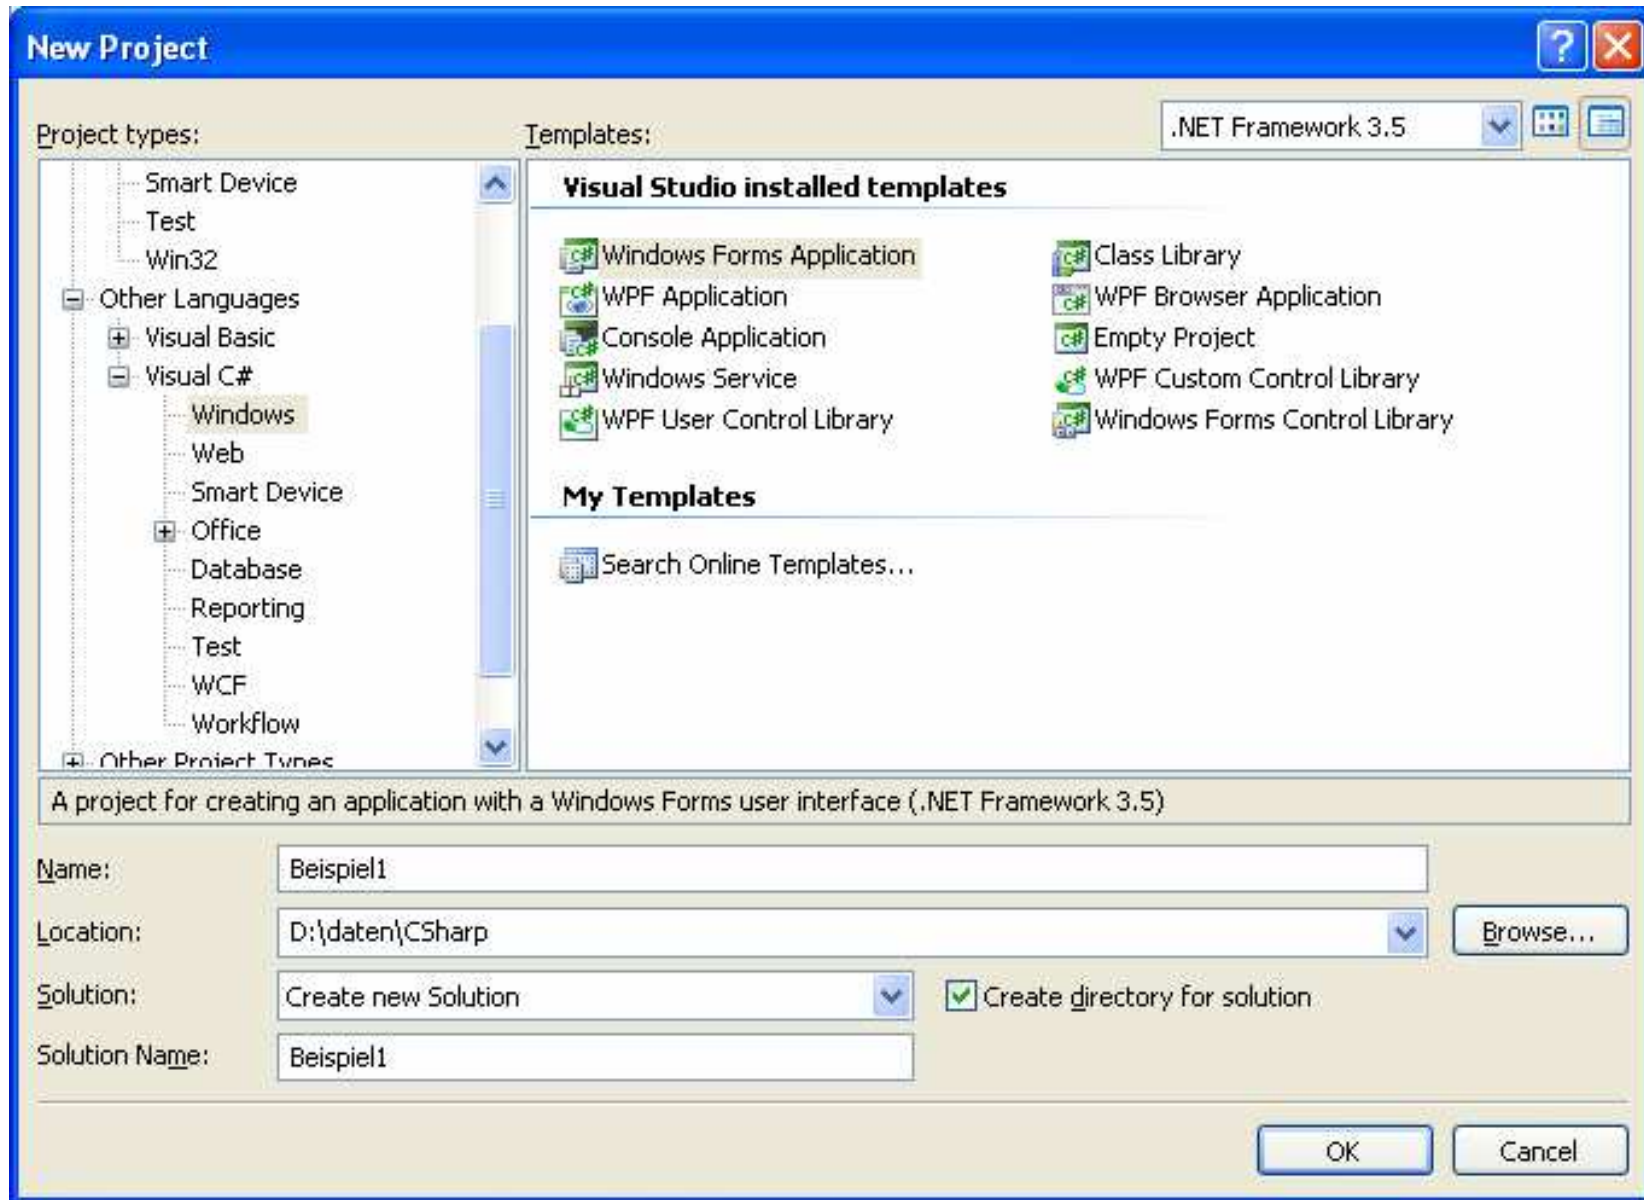 New Project
Project types:
Templates:
.NET Framework 3.5
Smart Device
Test
Win32
Other Languages
Visual Basic
Visual C#
Windows
Web
Smart Device
Office
Database
Reporting
Test
WCF
Workflow
Other Project Types
Visual Studio installed templates
Windows Forms Application
Class Library
WPF Application
WPF Browser Application
Console Application
Empty Project
Windows Service
WPF Custom Control Library
WPF User Control Library
Windows Forms Control Library
My Templates
Search Online Templates...
A project for creating an application with a Windows Forms user interface (.NET Framework 3.5)
Name:
Beispiel1
Location:
D:\daten\CSharp
Browse...
Solution:
Create new Solution
Create directory for solution
Solution Name:
Beispiel1
OK
Cancel